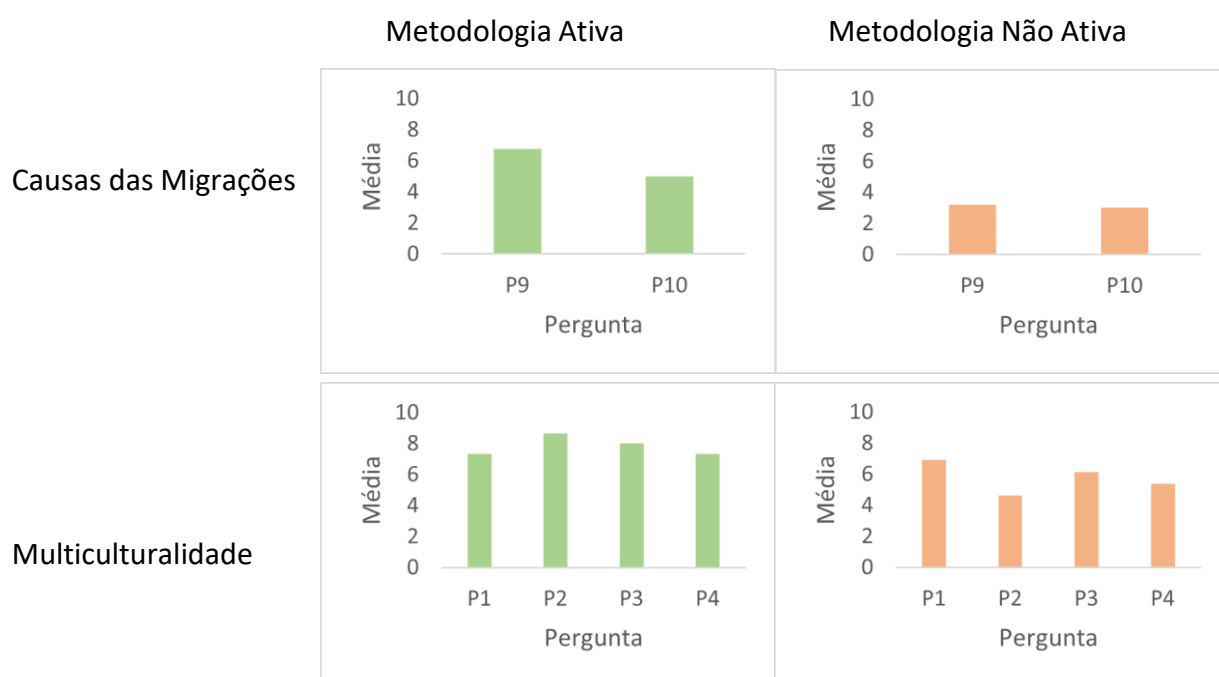 Metodologia Ativa
Metodologia Não Ativa
Causas das Migrações
10
8
6
4
2
0
Média
P9 P10
Pergunta
10
8
6
4
2
0
Média
P9 P10
Pergunta
Multiculturalidade
10
8
6
4
2
0
Média
P1 P2 P3 P4
Pergunta
10
8
6
4
2
0
Média
P1 P2 P3 P4
Pergunta